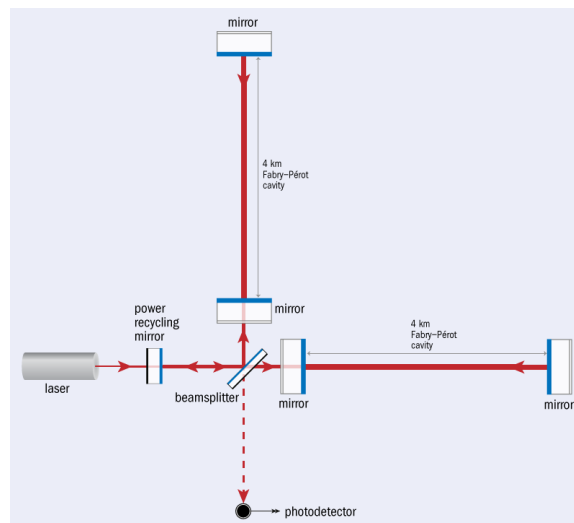 mirror
4 km
Fabry–Pérot
cavity
power
recycling
mirror
mirror
4 km
Fabry–Pérot
cavity
laser
beamsplitter
mirror
mirror
photodetector